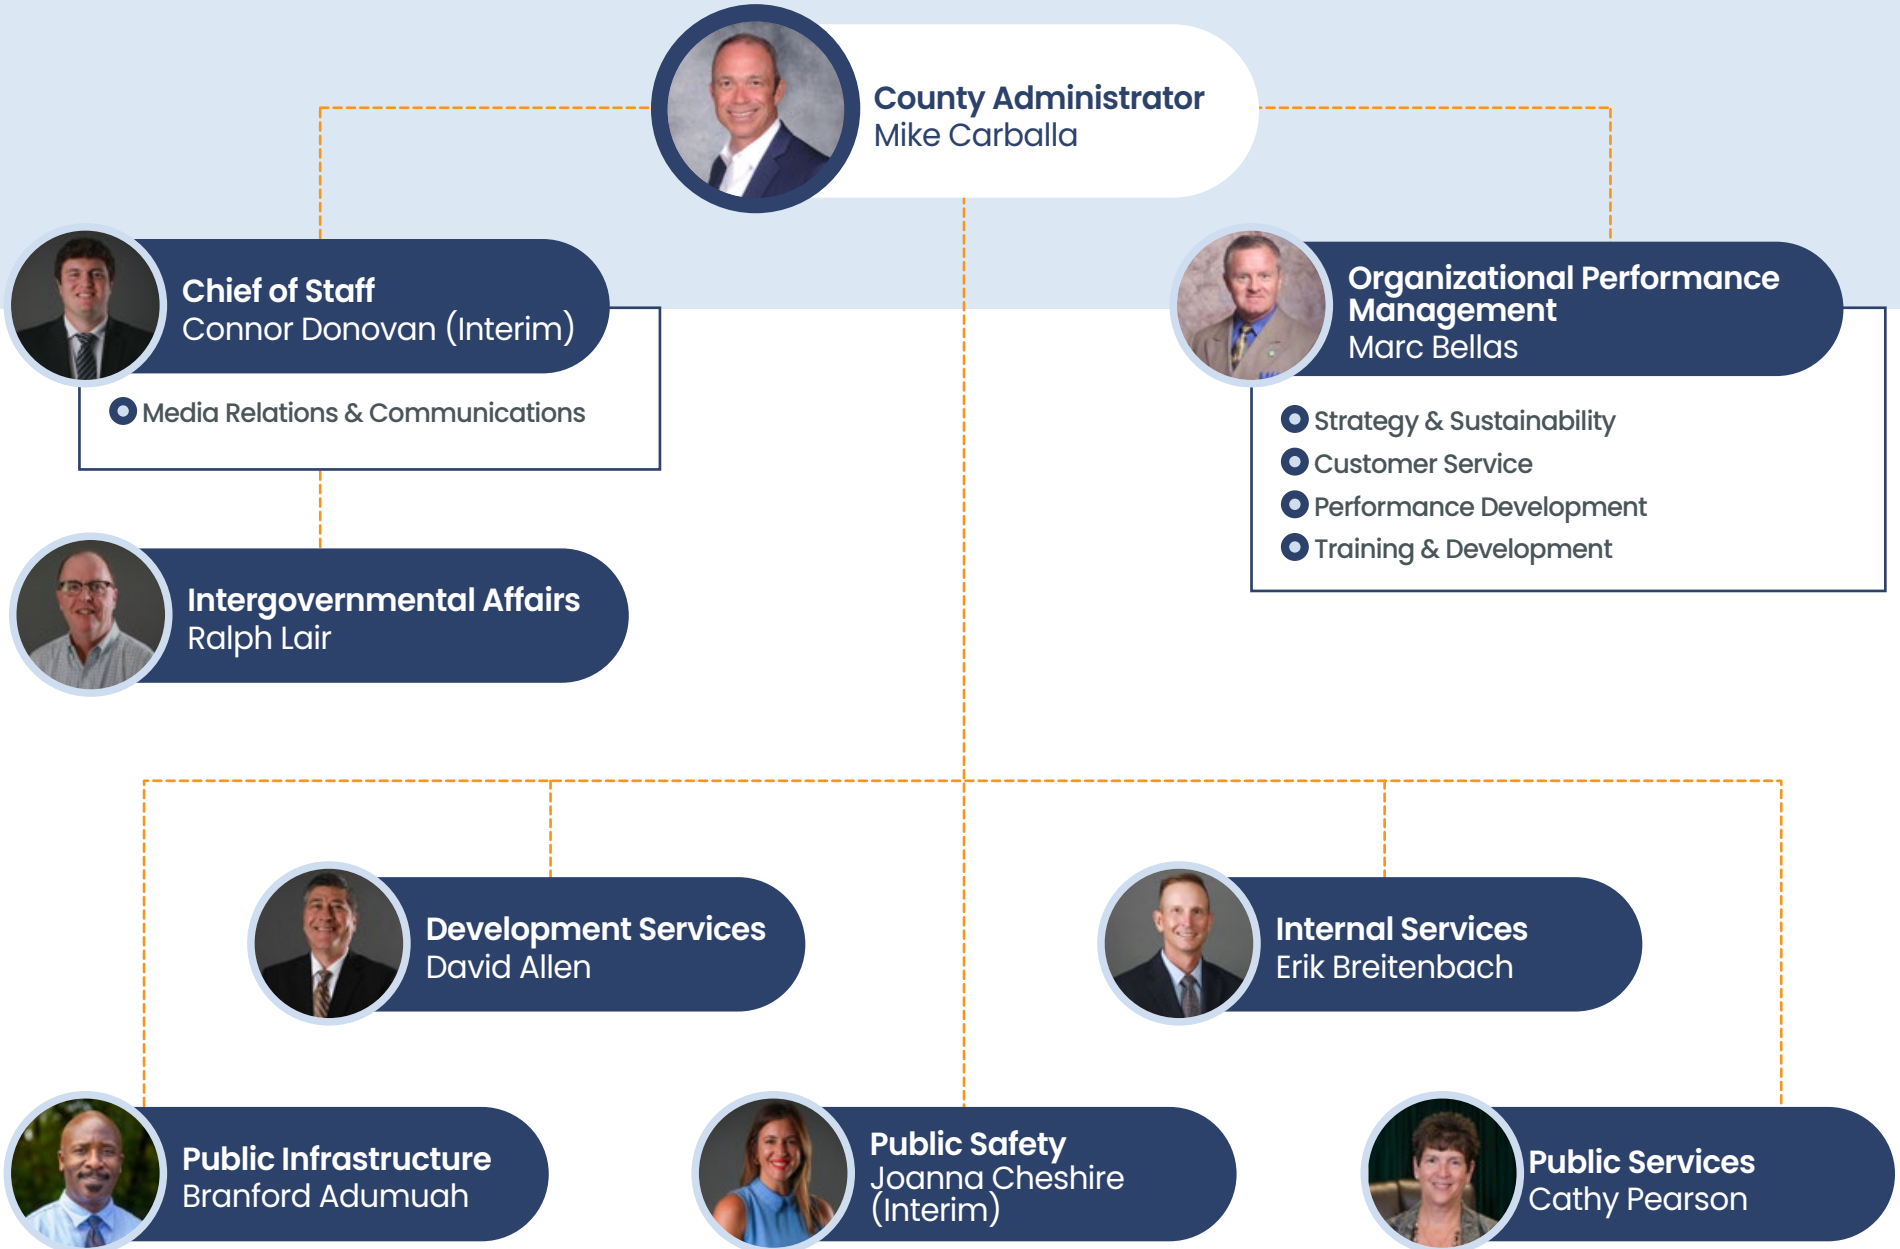 County Administrator
Mike Carballa
Chief of Staff
Connor Donovan (Interim)
Media Relations & Communications
Organizational Performance
Management
Marc Bellas
Strategy & Sustainability
Customer Service
Performance Development
Training & Development
Intergovernmental Affairs
Ralph Lair
Development Services
David Allen
Internal Services
Erik Breitenbach
Public Infrastructure
Branford Adumuah
Public Safety
Joanna Cheshire
(Interim)
Public Services
Cathy Pearson